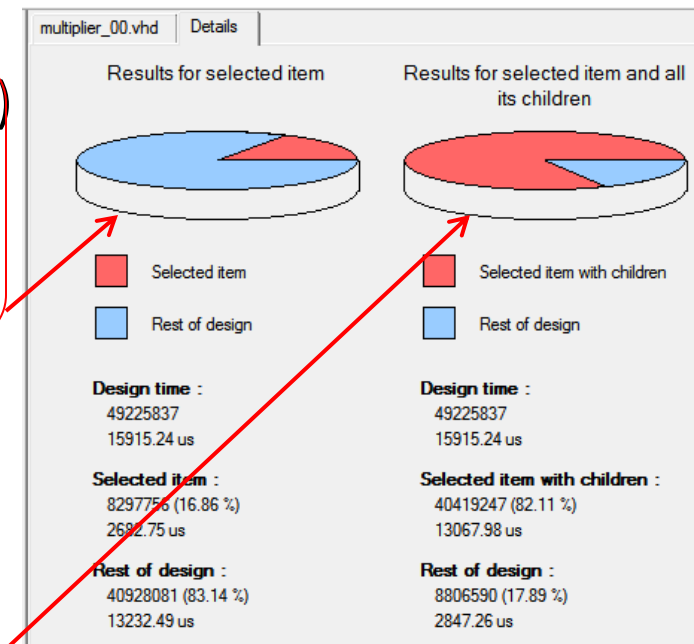 multiplier_00.vhd
Details
Results for selected item
Selected item
Rest of design
Design time :
49225837
15915.24 us
Selected item :
8297756 (16.86 %)
2682.75 us
Rest of design :
40928081 (83.14 %)
13232.49 us
Results for selected item and all
its children
Selected item with children
Rest of design
Design time :
49225837
15915.24 us
Selected item with children :
40419247 (82.11 %)
13067.98 us
Rest of design :
8806590 (17.89 %)
2847.26 us